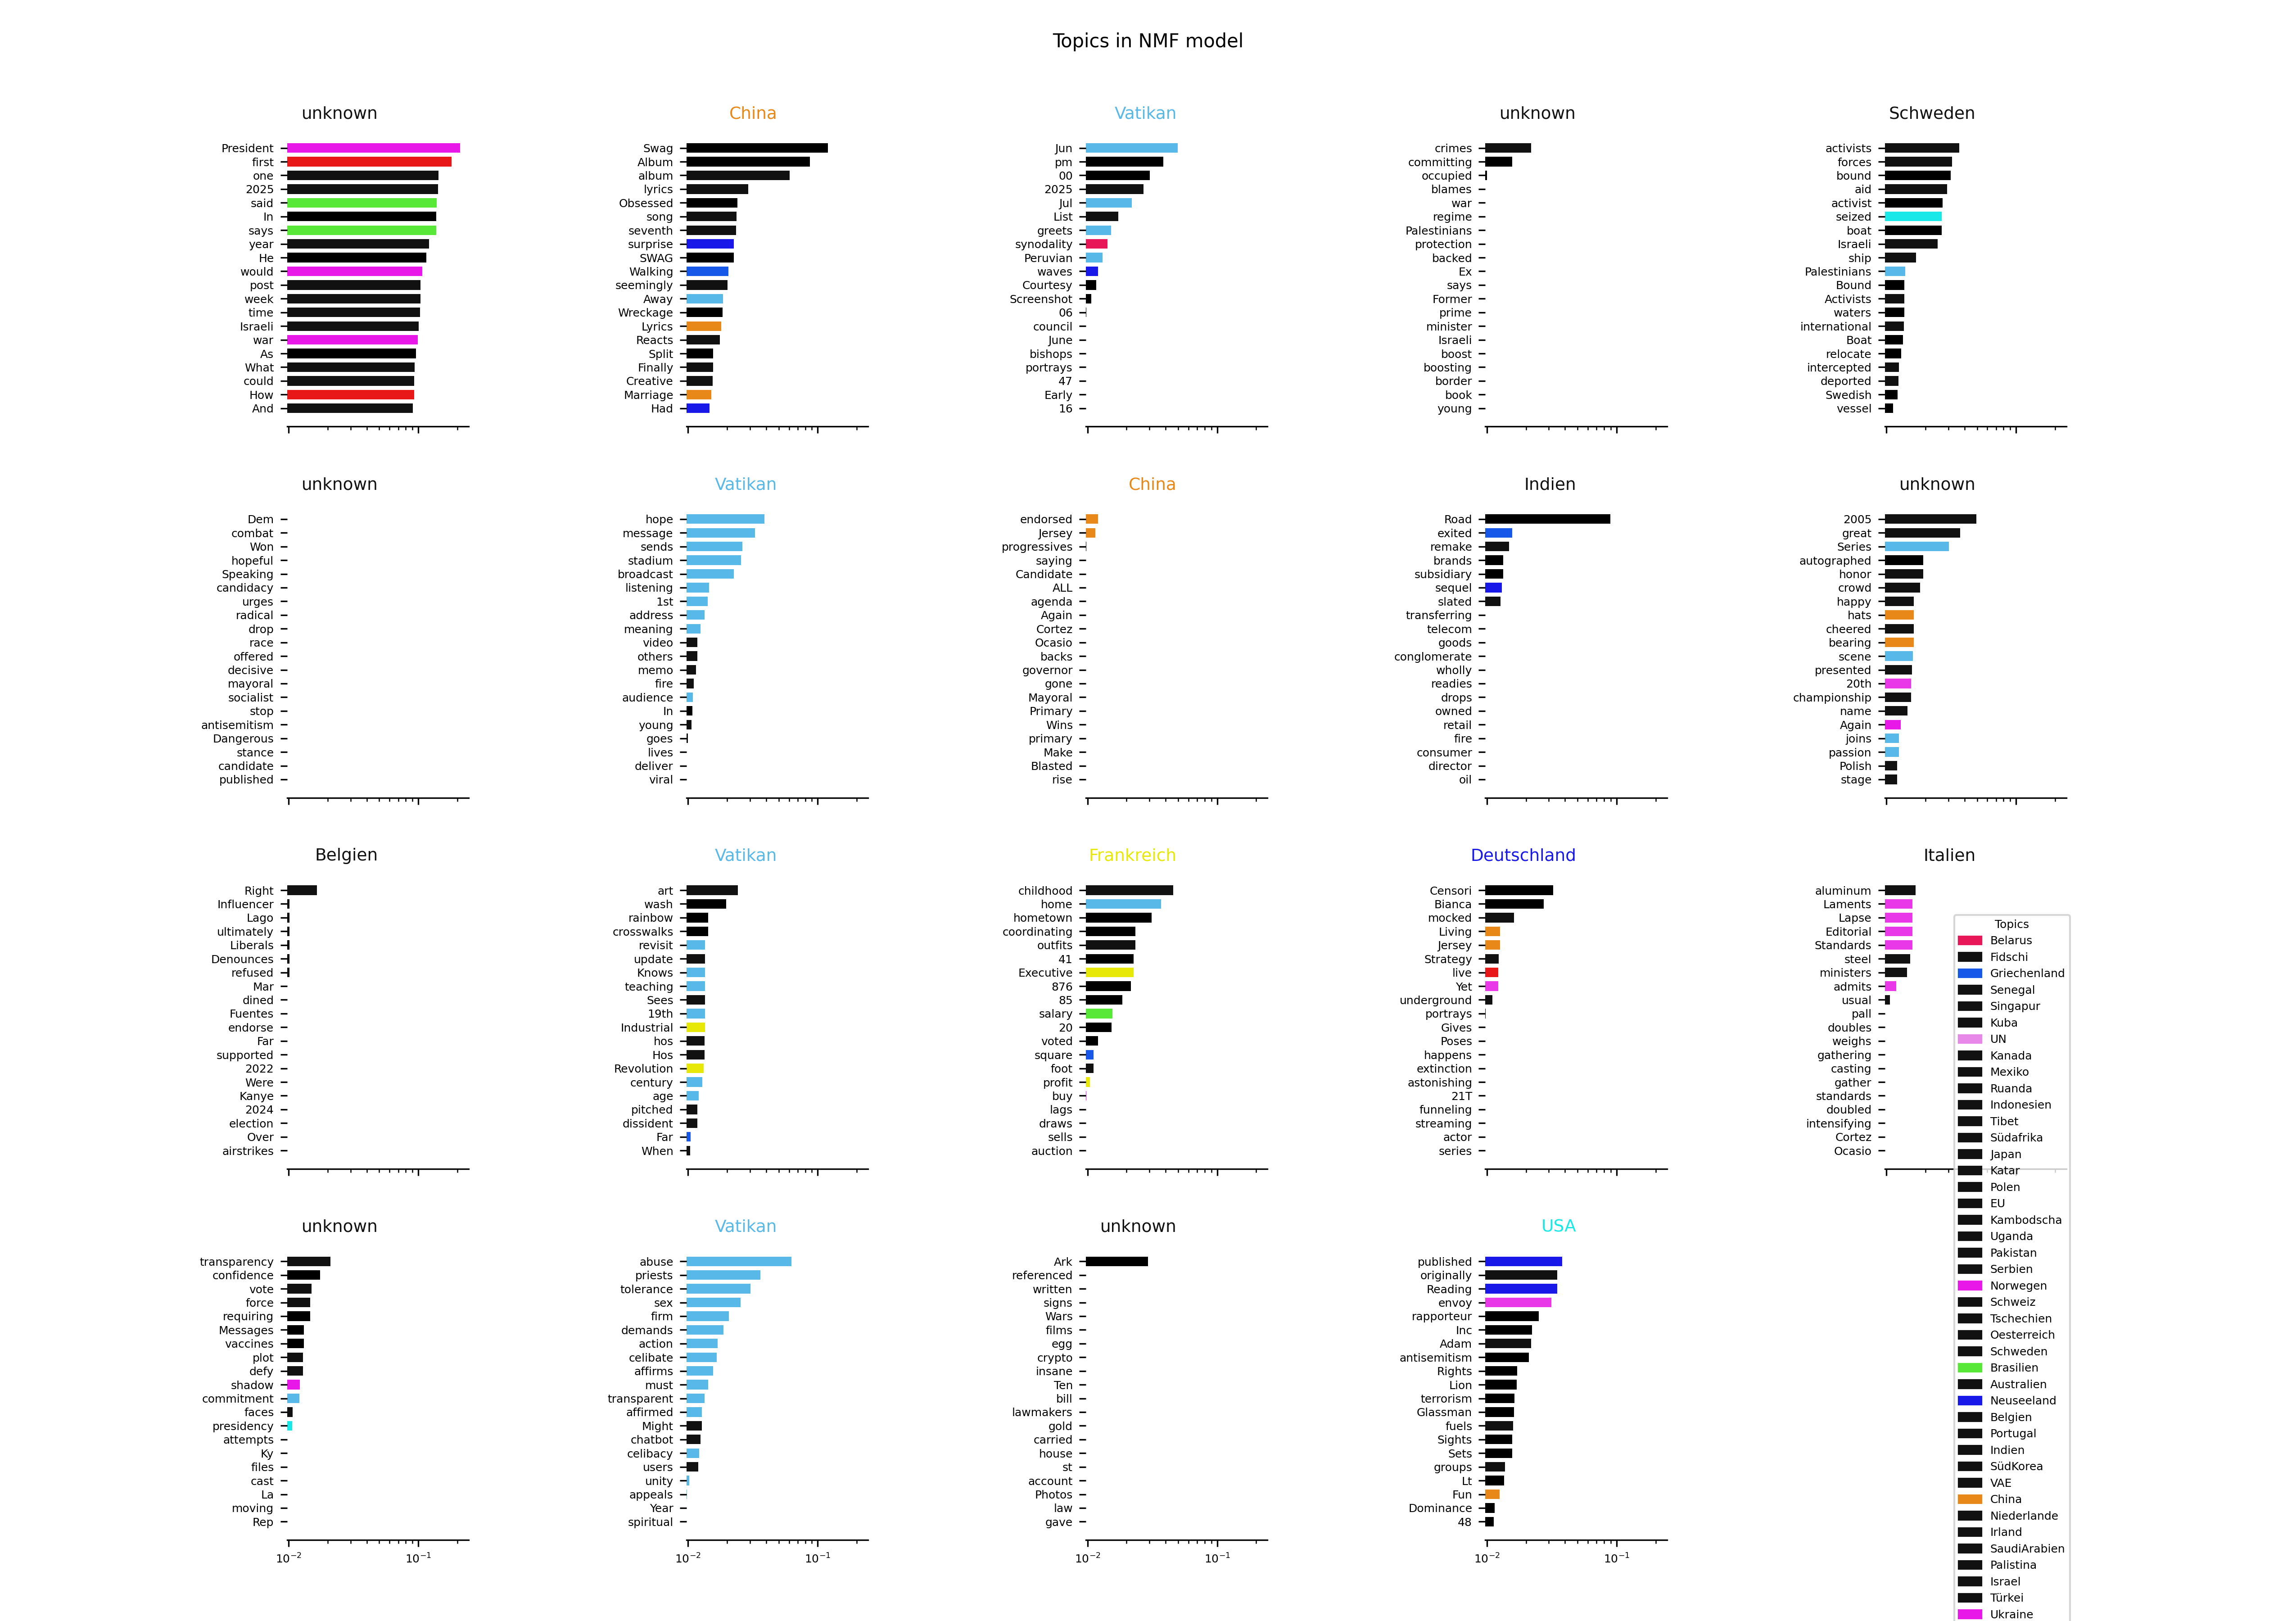 Topics in NMF model
unknown
President
first
one
2025
said
In
says
year
He
would
post
week
time
Israeli
war
As
What
could
How
And
China
Swag
Album
album
lyrics
Obsessed
song
seventh
surprise
SWAG
Walking
seemingly
Away
Wreckage
Lyrics
Reacts
Split
Finally
Creative
Marriage
Had
Vatikan
Jun
pm
00
2025
Jul
List
greets
synodality
Peruvian
waves
Courtesy
Screenshot
06
council
June
bishops
portrays
47
Early
16
unknown
crimes
committing
occupied
blames
war
regime
Palestinians
protection
backed
Ex
says
Former
prime
minister
Israeli
boost
boosting
border
book
young
Schweden
activists
forces
bound
aid
activist
seized
boat
Israeli
ship
Palestinians
Bound
Activists
waters
international
Boat
relocate
intercepted
deported
Swedish
vessel
unknown
Dem
combat
Won
hopeful
Speaking
candidacy
urges
radical
drop
race
offered
decisive
mayoral
socialist
stop
antisemitism
Dangerous
stance
candidate
published
Vatikan
hope
message
sends
stadium
broadcast
listening
1st
address
meaning
video
others
memo
fire
audience
In
young
goes
lives
deliver
viral
China
endorsed
Jersey
progressives
saying
Candidate
ALL
agenda
Again
Cortez
Ocasio
backs
governor
gone
Mayoral
Primary
Wins
primary
Make
Blasted
rise
Indien
Road
exited
remake
brands
subsidiary
sequel
slated
transferring
telecom
goods
conglomerate
wholly
readies
drops
owned
retail
fire
consumer
director
oil
unknown
2005
great
Series
autographed
honor
crowd
happy
hats
cheered
bearing
scene
presented
20th
championship
name
Again
joins
passion
Polish
stage
Belgien
Right
Influencer
Lago
ultimately
Liberals
Denounces
refused
Mar
dined
Fuentes
endorse
Far
supported
2022
Were
Kanye
2024
election
Over
airstrikes
Vatikan
art
wash
rainbow
crosswalks
revisit
update
Knows
teaching
Sees
19th
Industrial
hos
Hos
Revolution
century
age
pitched
dissident
Far
When
Frankreich
childhood
home
hometown
coordinating
outfits
41
Executive
876
85
salary
20
voted
square
foot
profit
buy
lags
draws
sells
auction
Deutschland
Censori
Bianca
mocked
Living
Jersey
Strategy
live
Yet
underground
portrays
Gives
Poses
happens
extinction
astonishing
21T
funneling
streaming
actor
series
Italien
aluminum
Laments
Lapse
Editorial
Standards
steel
ministers
admits
usual
pall
doubles
weighs
gathering
casting
gather
standards
doubled
intensifying
Cortez
Ocasio
unknown
transparency
confidence
vote
force
requiring
Messages
vaccines
plot
defy
shadow
commitment
faces
presidency
attempts
Ky
files
cast
La
moving
Rep
10⁻² 10⁻¹
Vatikan
abuse
priests
tolerance
sex
firm
demands
action
celibate
affirms
must
transparent
affirmed
Might
chatbot
celibacy
users
unity
appeals
Year
spiritual
10⁻² 10⁻¹
unknown
Ark
referenced
written
signs
Wars
films
egg
crypto
insane
Ten
bill
lawmakers
gold
carried
house
st
account
Photos
law
gave
10⁻² 10⁻¹
USA
published
originally
Reading
envoy
rapporteur
Inc
Adam
antisemitism
Rights
Lion
terrorism
Glassman
fuels
Sights
Sets
groups
Lt
Fun
Dominance
48
10⁻² 10⁻¹
Topics
Belarus
Fidschi
Griechenland
Senegal
Singapur
Kuba
UN
Kanada
Mexiko
Ruanda
Indonesien
Tibet
Südafrika
Japan
Katar
Polen
EU
Kambodscha
Uganda
Pakistan
Serbien
Norwegen
Schweiz
Tschechien
Oesterreich
Schweden
Brasilien
Australien
Neuseeland
Belgien
Portugal
Indien
SüdKorea
VAE
China
Niederlande
Irland
SaudiArabien
Palistina
Israel
Türkei
Ukraine